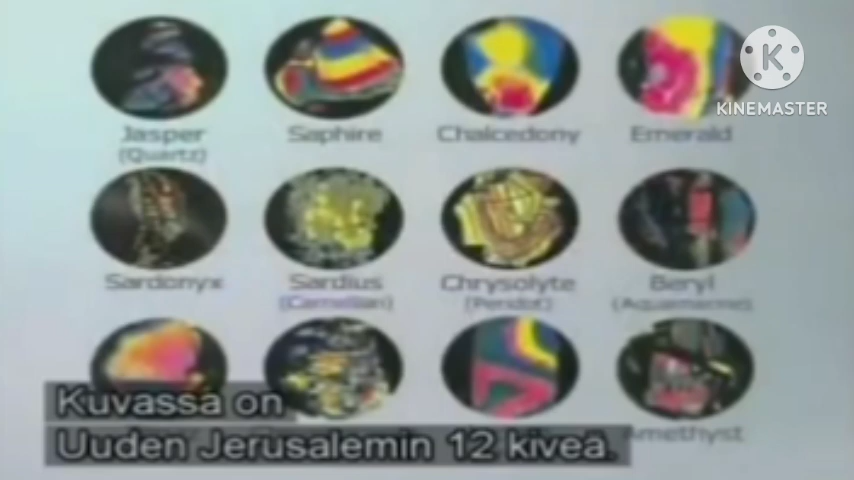 KINEMASTER
Jasper
(Quartz)
Saphire
Chalcedony
Emerald
Sardonyx
Sardius
(Carnelian)
Chrysolyte
(Peridot)
Beryl
(Aquamarine)
Amethyst
Kuvassa on
Uuden Jerusalemin 12 kiveä.